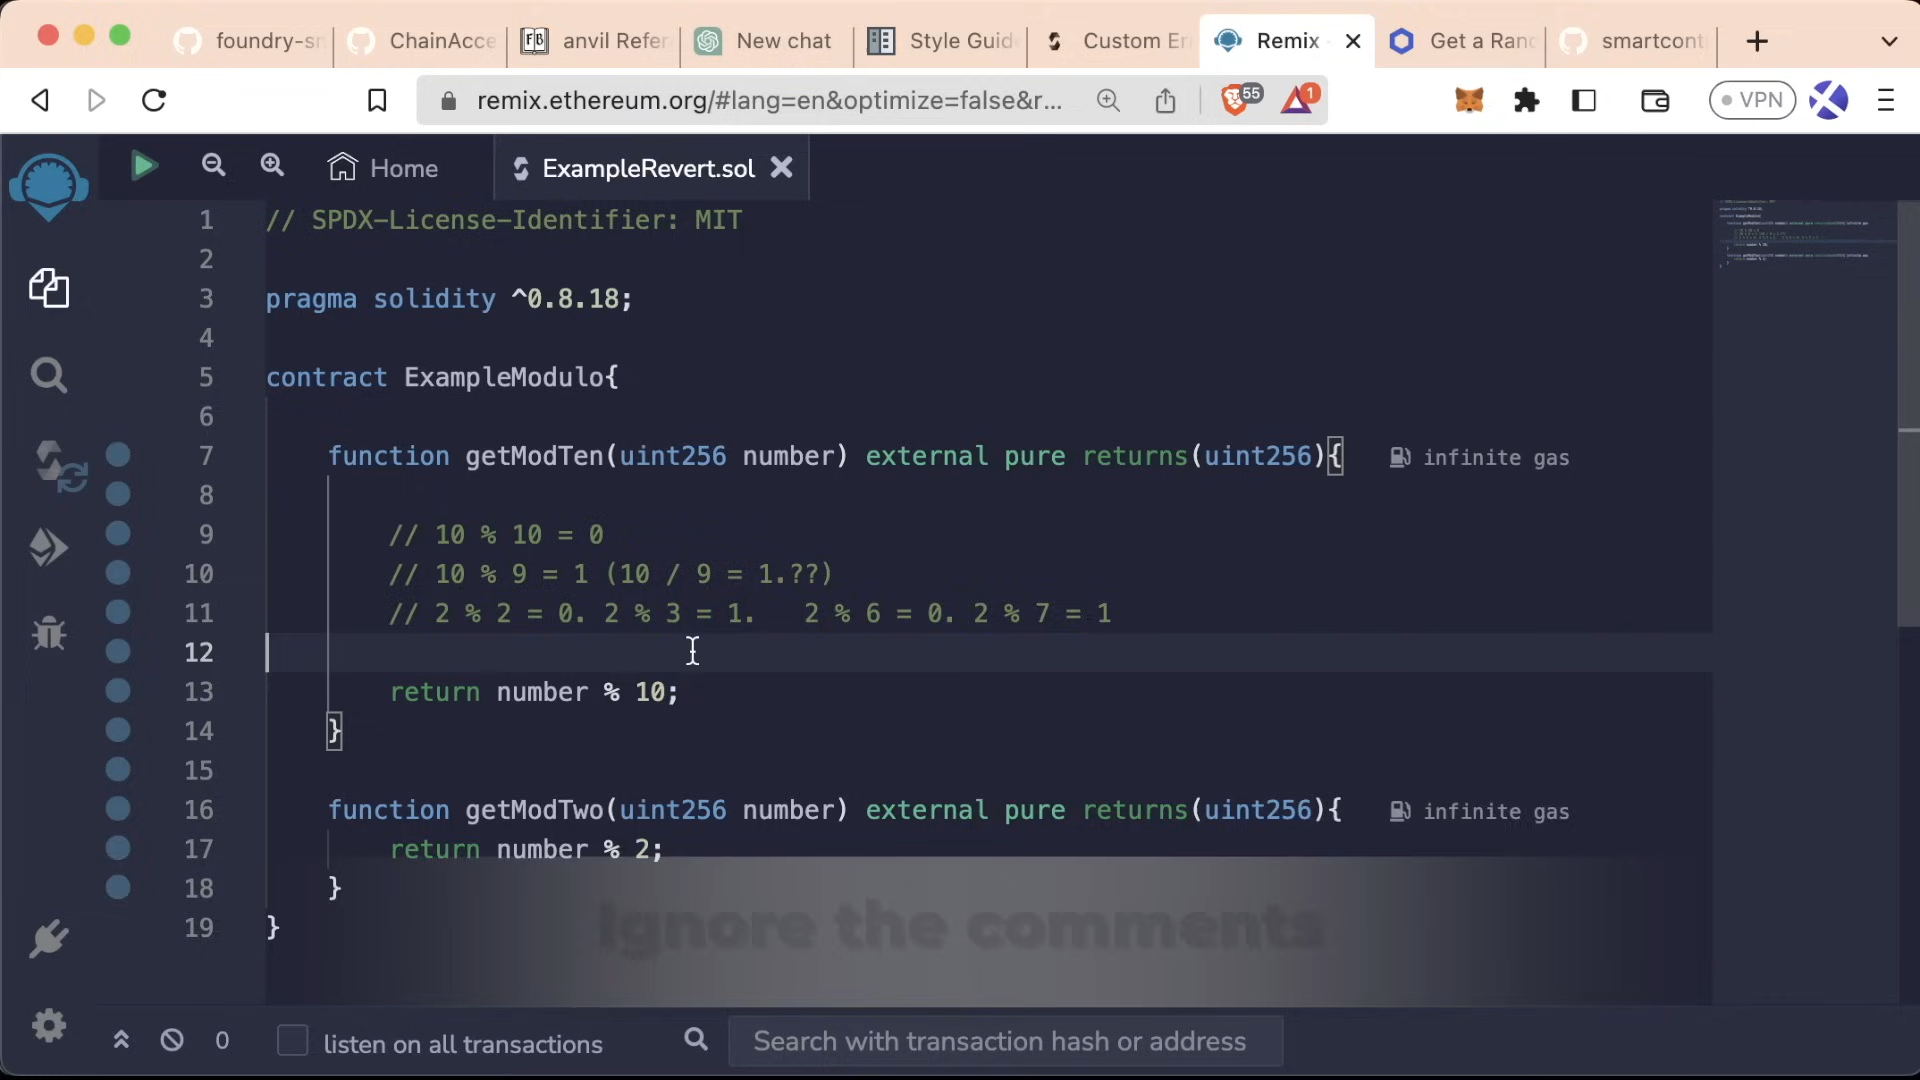 foundry-sm
ChainAcce
anvil Refer
New chat
Style Guid
Custom Er
Remix
Get a Ranc
smartcont
remix.ethereum.org/#lang=en&optimize=false&r...
55
1
VPN
Home
ExampleRevert.sol
1 // SPDX-License-Identifier: MIT
2
3 pragma solidity ^0.8.18;
4
5 contract ExampleModulo{
6
7 function getModTen(uint256 number) external pure returns(uint256){ infinite gas
8
9 // 10 % 10 = 0
10 // 10 % 9 = 1 (10 / 9 = 1.??)
11 // 2 % 2 = 0. 2 % 3 = 1. 2 % 6 = 0. 2 % 7 = 1
12
13 return number % 10;
14 }
15
16 function getModTwo(uint256 number) external pure returns(uint256){ infinite gas
17 return number % 2;
18 }
19 }
ignore the comments
0
listen on all transactions
Search with transaction hash or address